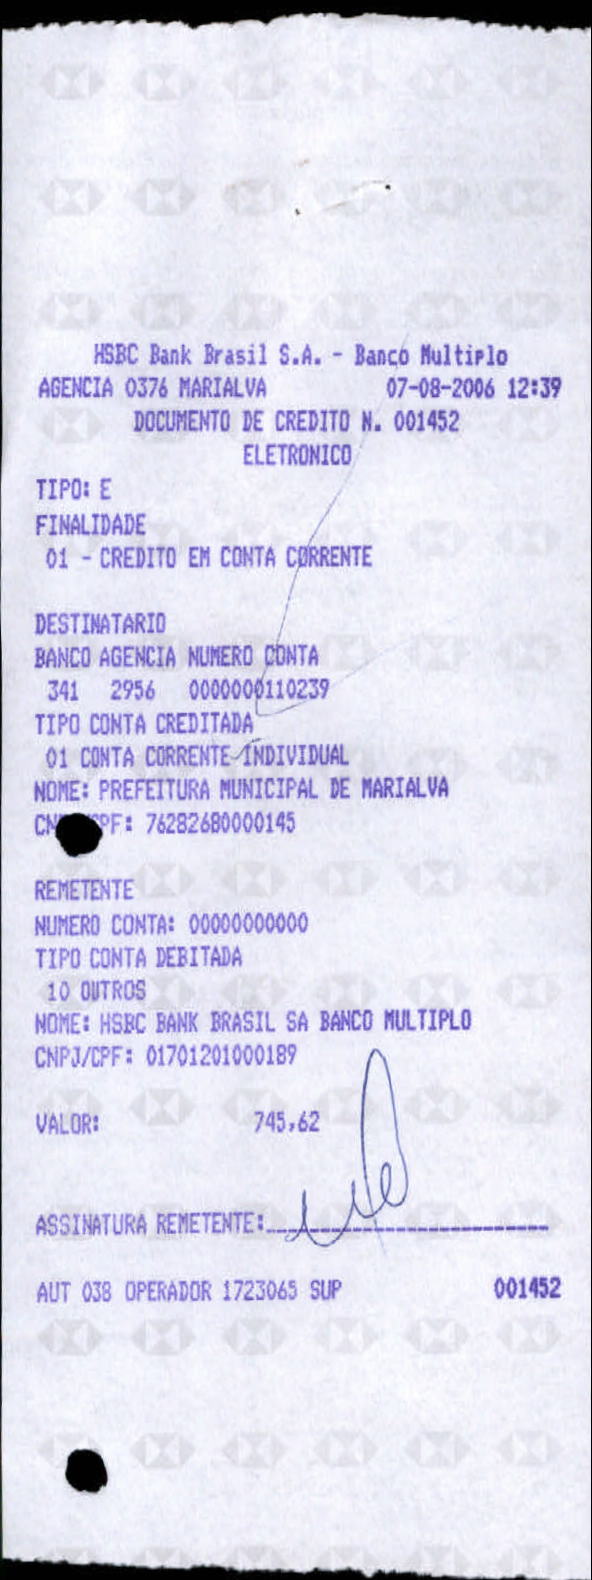 HSBC Bank Brasil S.A. - Banco Multiplo
AGENCIA 0376 MARIALVA 07-08-2006 12:39
DOCUMENTO DE CREDITO N. 001452
ELETRONICO
TIPO: E
FINALIDADE
01 - CREDITO EM CONTA CORRENTE
DESTINATARIO
BANCO AGENCIA NUMERO CONTA
341 2956 0000000110239
TIPO CONTA CREDITADA
01 CONTA CORRENTE INDIVIDUAL
NOME: PREFEITURA MUNICIPAL DE MARIALVA
76282680000145
REMETENTE
NUMERO CONTA: 00000000000
TIPO CONTA DEBITADA
10 OUTROS
NOME: HSBC BANK BRASIL SA BANCO MULTIPLO
CNPJ/CPF: 01701201000189
VALOR: 745,62
ASSINATURA REMETENTE:
AUT 038 OPERADOR 1723065 SUP 001452